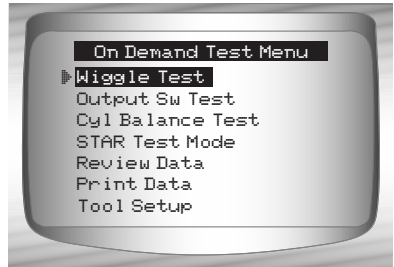 On Demand Test Menu
Wiggle Test
Output Sw Test
Cyl Balance Test
STAR Test Mode
Review Data
Print Data
Tool Setup